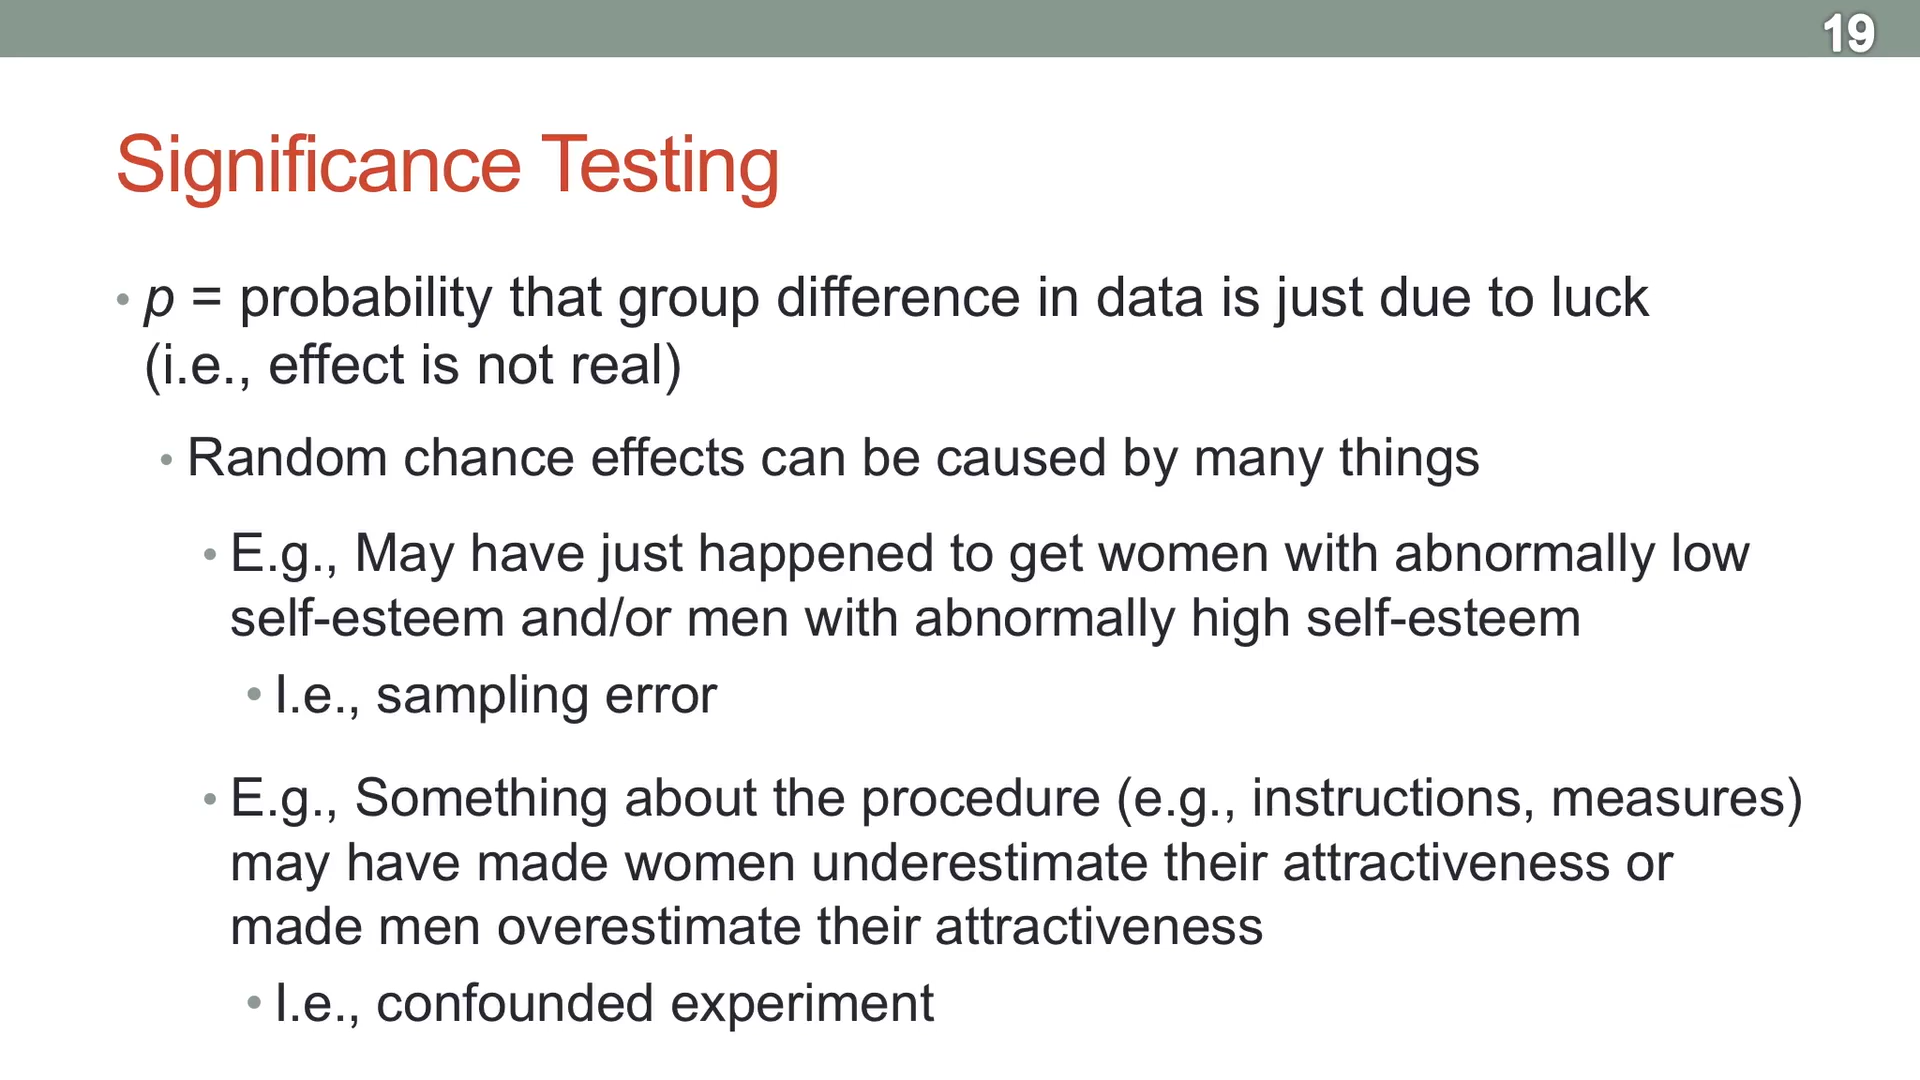 19
Significance Testing
• p = probability that group difference in data is just due to luck
(i.e., effect is not real)
• Random chance effects can be caused by many things
• E.g., May have just happened to get women with abnormally low
self-esteem and/or men with abnormally high self-esteem
• I.e., sampling error
• E.g., Something about the procedure (e.g., instructions, measures)
may have made women underestimate their attractiveness or
made men overestimate their attractiveness
• I.e., confounded experiment